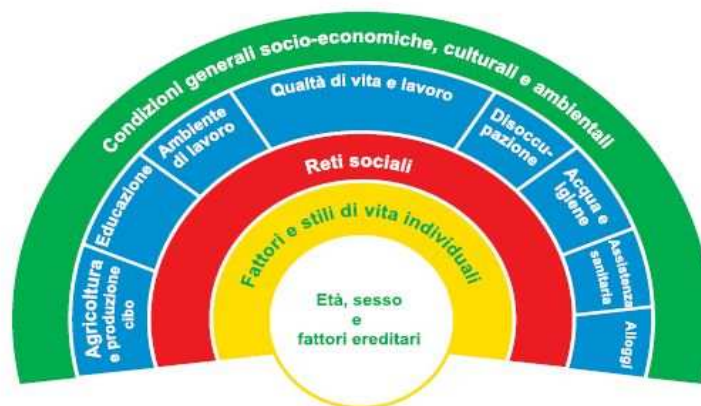 Condizioni generali socio-economiche, culturali e ambientali
Agricoltura
e produzione
cibo
Educazione
Ambiente
di lavoro
Qualtà di vita e lavoro
Disoccu-
pazione
Acqua e
igiene
Assistenza
sanitaria
Alloggi
Reti sociali
Fattori e stili di vita individuali
Età, sesso
e
fattori ereditari